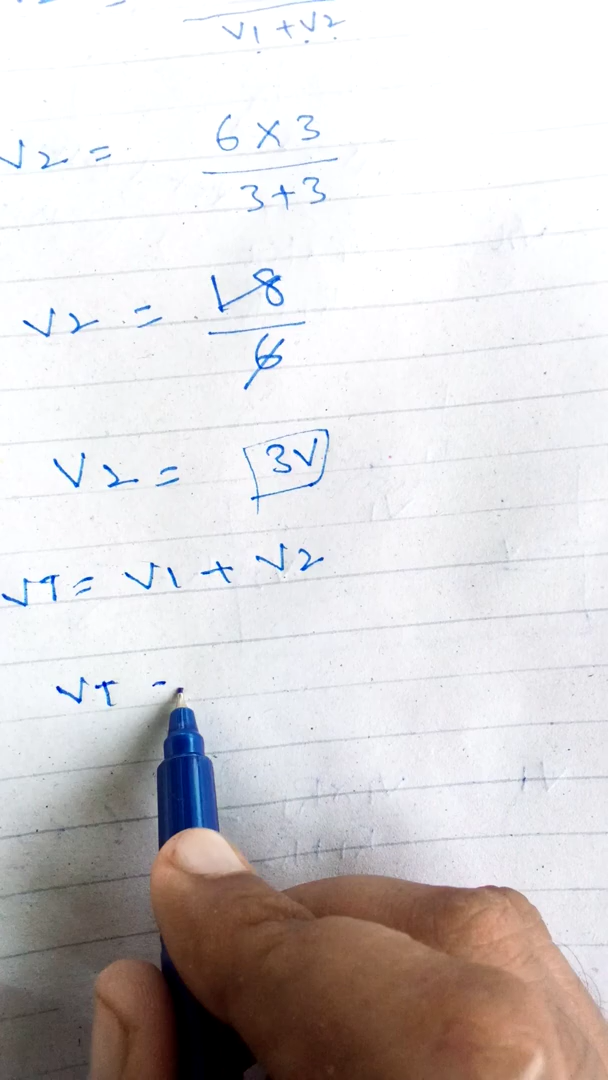 V1 + V2
V2 = 6 × 3
3+3
V2 = 18
6
V2 = 3V
VT = V1 + V2
VT -